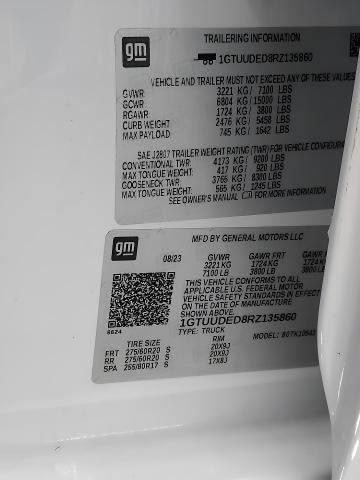 gm
TRAILERING INFORMATION
1GTUUDED8RZ135860
VEHICLE AND TRAILER MUST NOT EXCEED ANY OF THESE VALUES
GVWR 3221 KG / 7100 LBS
GCWR 6804 KG / 15000 LBS
RGAWR 1724 KG / 3800 LBS
CURB WEIGHT 2476 KG / 5458 LBS
MAX PAYLOAD 745 KG / 1642 LBS
SAE J2807 TRAILER WEIGHT RATING (TWR) FOR VEHICLE
CONVENTIONAL TWR: 4173 KG / 9200 LBS
MAX TONGUE WEIGHT: 417 KG / 920 LBS
GOOSENECK TWR: 3765 KG / 8300 LBS
MAX TONGUE WEIGHT: 565 KG / 1245 LBS
SEE OWNER'S MANUAL FOR MORE INFORMATION
gm
MFD BY GENERAL MOTORS LLC
08/23 GVWR GAWR FRT GAWR
3221 KG 1724 KG 1724
7100 LB 3800 LB 3800
THIS VEHICLE CONFORMS TO ALL
APPLICABLE U.S. FEDERAL MOTOR
VEHICLE SAFETY STANDARDS IN EFFECT
ON THE DATE OF MANUFACTURE
SHOWN ABOVE.
1GTUUDED8RZ135860
TYPE: TRUCK MODEL:
6624
TIRE SIZE RIM
FRT 275/60R20 S 20X9J
RR 275/60R20 S 20X9J
SPA 255/80R17 S 17X8J